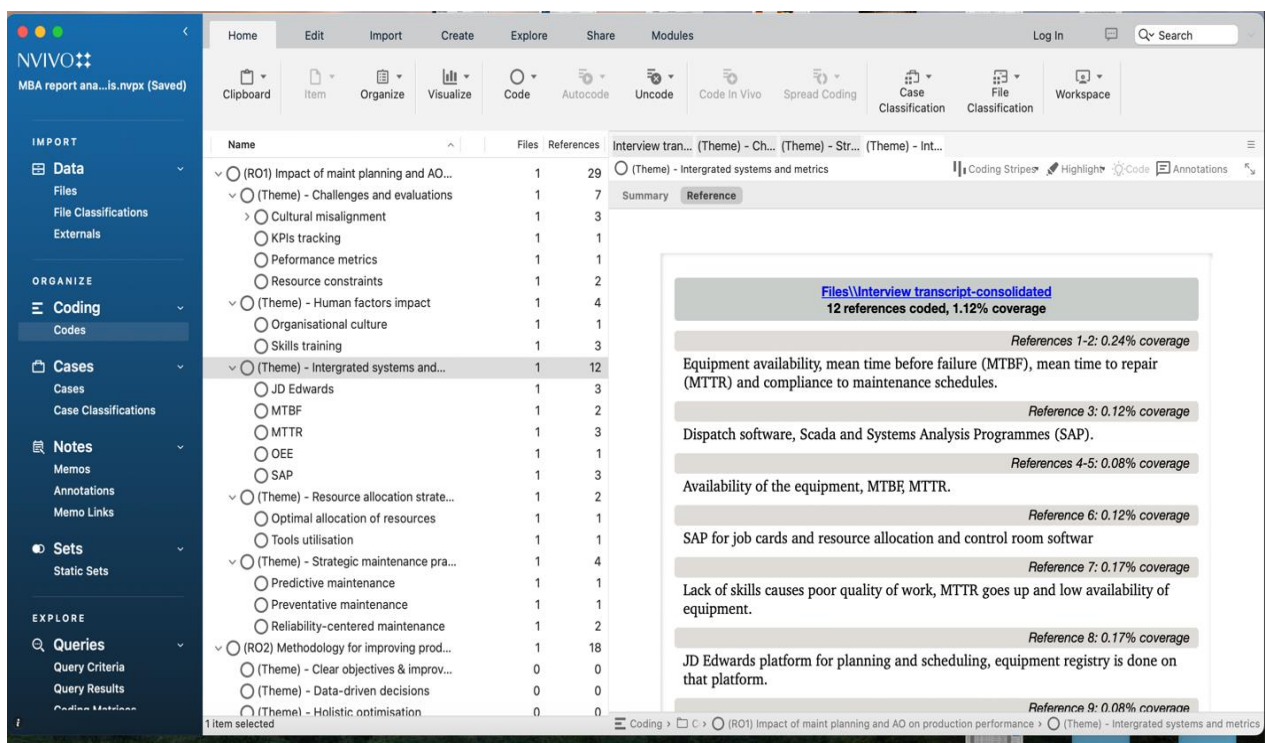 Home Edit Import Create Explore Share Modules Log In Search
NVIVO
MBA report ana...is.nvpx (Saved)
Clipboard Item Organize Visualize Code Autocode Uncode Code In Vivo Spread Coding Case Classification File Classification Workspace
IMPORT
Data
Files
File Classifications
Externals
ORGANIZE
Coding
Codes
Cases
Cases
Case Classifications
Notes
Memos
Annotations
Memo Links
Sets
Static Sets
EXPLORE
Queries
Query Criteria
Query Results
Coding Matrices
Name Files References
(RO1) Impact of maint planning and AO... 1 29
(Theme) - Challenges and evaluations 1 7
Cultural misalignment 1 3
KPIs tracking 1 1
Peformance metrics 1 1
Resource constraints 1 2
(Theme) - Human factors impact 1 4
Organisational culture 1 1
Skills training 1 3
(Theme) - Intergrated systems and... 1 12
JD Edwards 1 3
MTBF 1 2
MTTR 1 3
OEE 1 1
SAP 1 3
(Theme) - Resource allocation strate... 1 2
Optimal allocation of resources 1 1
Tools utilisation 1 1
(Theme) - Strategic maintenance pra... 1 4
Predictive maintenance 1 1
Preventative maintenance 1 1
Reliability-centered maintenance 1 2
(RO2) Methodology for improving prod... 1 18
(Theme) - Clear objectives & improv... 0 0
(Theme) - Data-driven decisions 0 0
(Theme) - Holistic optimisation 0 0
1 item selected
Interview tran... (Theme) - Ch... (Theme) - Str... (Theme) - Int...
(Theme) - Intergrated systems and metrics Coding Stripes Highlight Code Annotations
Summary Reference
Files\\Interview transcript-consolidated
12 references coded, 1.12% coverage
References 1-2: 0.24% coverage
Equipment availability, mean time before failure (MTBF), mean time to repair
(MTTR) and compliance to maintenance schedules.
Reference 3: 0.12% coverage
Dispatch software, Scada and Systems Analysis Programmes (SAP).
References 4-5: 0.08% coverage
Availability of the equipment, MTBF, MTTR.
Reference 6: 0.12% coverage
SAP for job cards and resource allocation and control room softwar
Reference 7: 0.17% coverage
Lack of skills causes poor quality of work, MTTR goes up and low availability of
equipment.
Reference 8: 0.17% coverage
JD Edwards platform for planning and scheduling, equipment registry is done on
that platform.
Reference 9: 0.08% coverage
Coding > C > (RO1) Impact of maint planning and AO on production performance > (Theme) - Intergrated systems and metrics